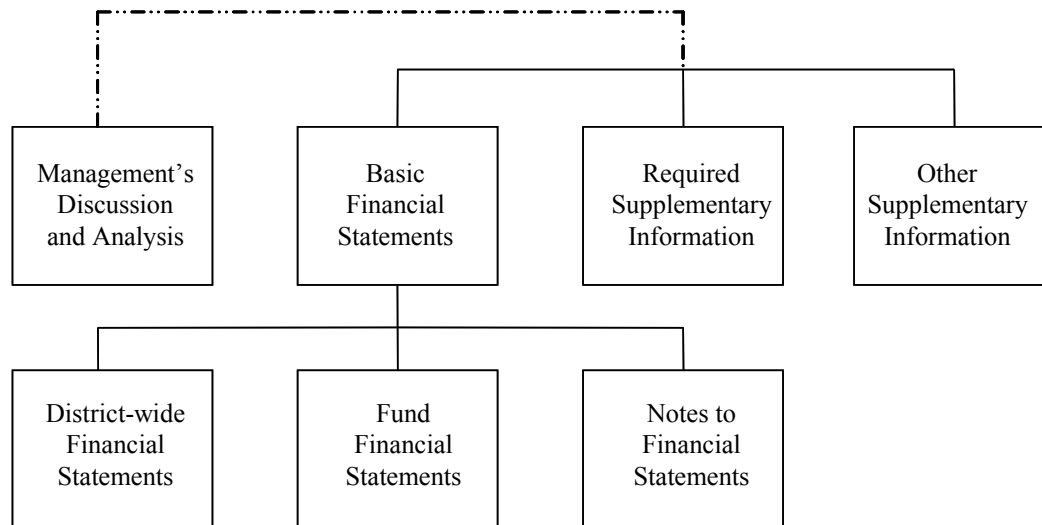 Management’s
Discussion
and Analysis
Basic
Financial
Statements
Required
Supplementary
Information
Other
Supplementary
Information
District-wide
Financial
Statements
Fund
Financial
Statements
Notes to
Financial
Statements